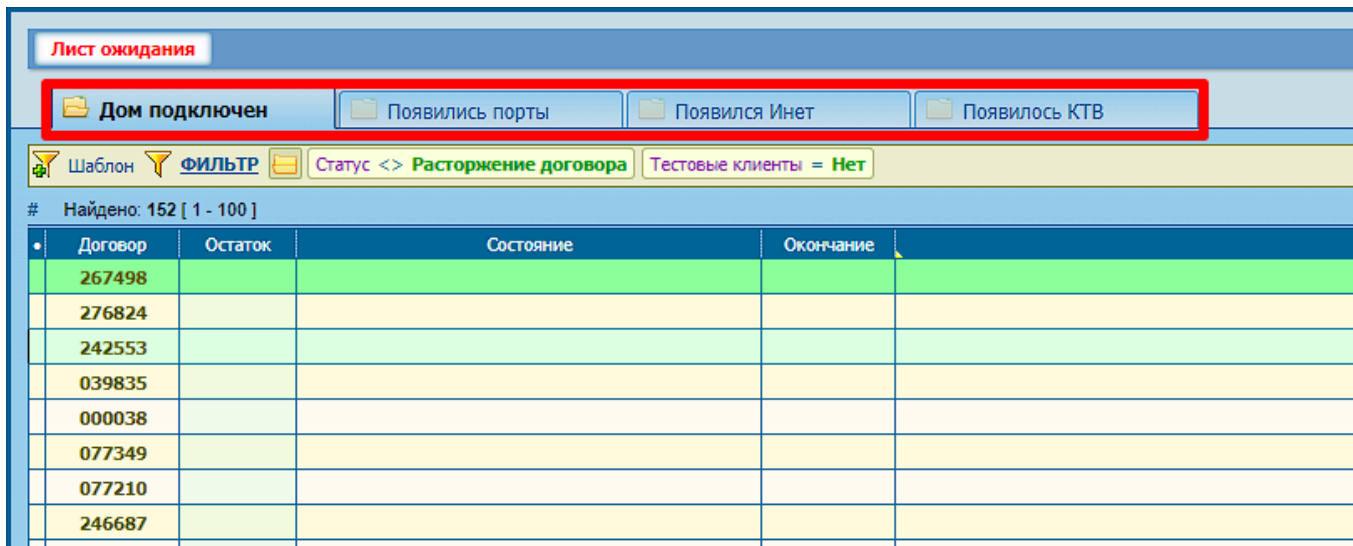 Лист ожидания
Дом подключен Появились порты Появился Инет Появилось КТВ
Шаблон ФИЛЬТР Статус <> Расторжение договора Тестовые клиенты = Нет
# Найдено: 152 [ 1 - 100 ]
• Договор Остаток Состояние Окончание
267498
276824
242553
039835
000038
077349
077210
246687